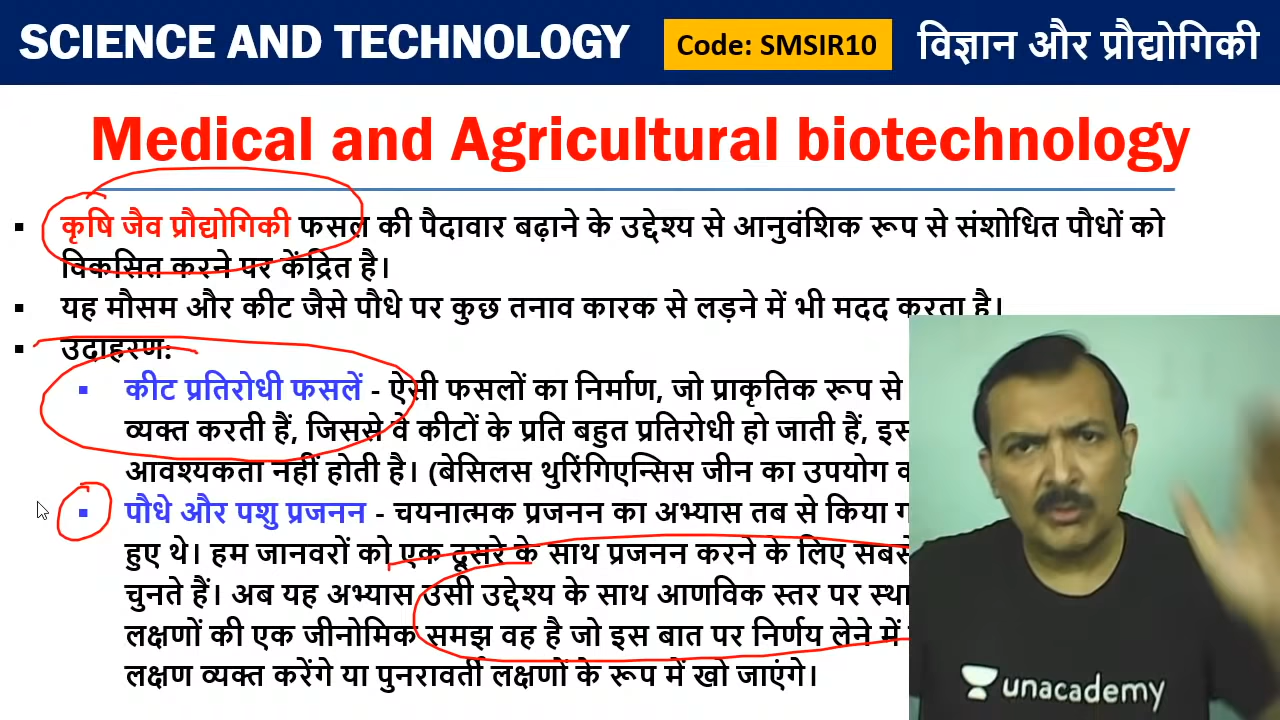 SCIENCE AND TECHNOLOGY
Code: SMSIR10
विज्ञान और प्रौद्योगिकी
Medical and Agricultural biotechnology
कृषि जैव प्रौद्योगिकी फसल की पैदावार बढ़ाने के उद्देश्य से आनुवंशिक रूप से संशोधित पौधों को
विकसित करने पर केंद्रित है।
यह मौसम और कीट जैसे पौधे पर कुछ तनाव कारक से लड़ने में भी मदद करता है।
उदाहरण:
कीट प्रतिरोधी फसलें - ऐसी फसलों का निर्माण, जो प्राकृतिक रूप से
व्यक्त करती हैं, जिससे वे कीटों के प्रति बहुत प्रतिरोधी हो जाती हैं,
आवश्यकता नहीं होती है। (बेसिलस थुरिंगिएन्सिस जीन का उपयोग
पौधे और पशु प्रजनन - चयनात्मक प्रजनन का अभ्यास तब से किया
हुए थे। हम जानवरों को एक दूसरे के साथ प्रजनन करने के लिए सबसे
चुनते हैं। अब यह अभ्यास उसी उद्देश्य के साथ आणविक स्तर पर
लक्षणों की एक जीनोमिक समझ वह है जो इस बात पर निर्णय लेने में
लक्षण व्यक्त करेंगे या पुनरावर्ती लक्षणों के रूप में खो जाएंगे।
unacademy